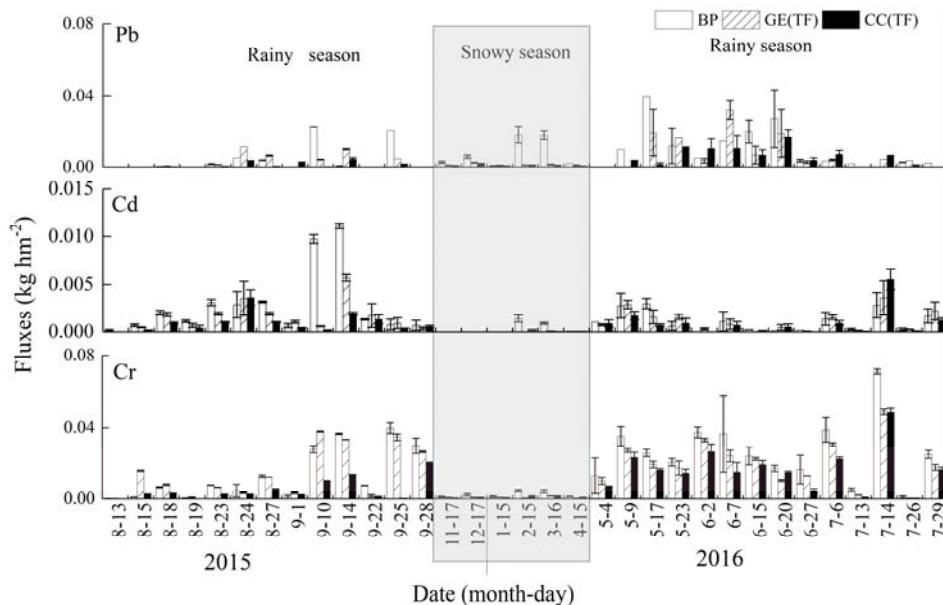 0.08
BP GE(TF) CC(TF)
Pb
Rainy season
Snowy season
Rainy season
0.04
0.00
0.015
Cd
0.010
0.005
0.000
0.08
Cr
0.04
0.00
Fluxes (kg hm⁻²)
8-13 8-15 8-18 8-19 8-23 8-24 8-27 9-1 9-10 9-14 9-22 9-25 9-28 11-17 12-17 1-15 2-15 3-16 4-15 5-4 5-9 5-17 5-23 6-2 6-7 6-15 6-20 6-27 7-6 7-13 7-14 7-26 7-29
2015 2016
Date (month-day)